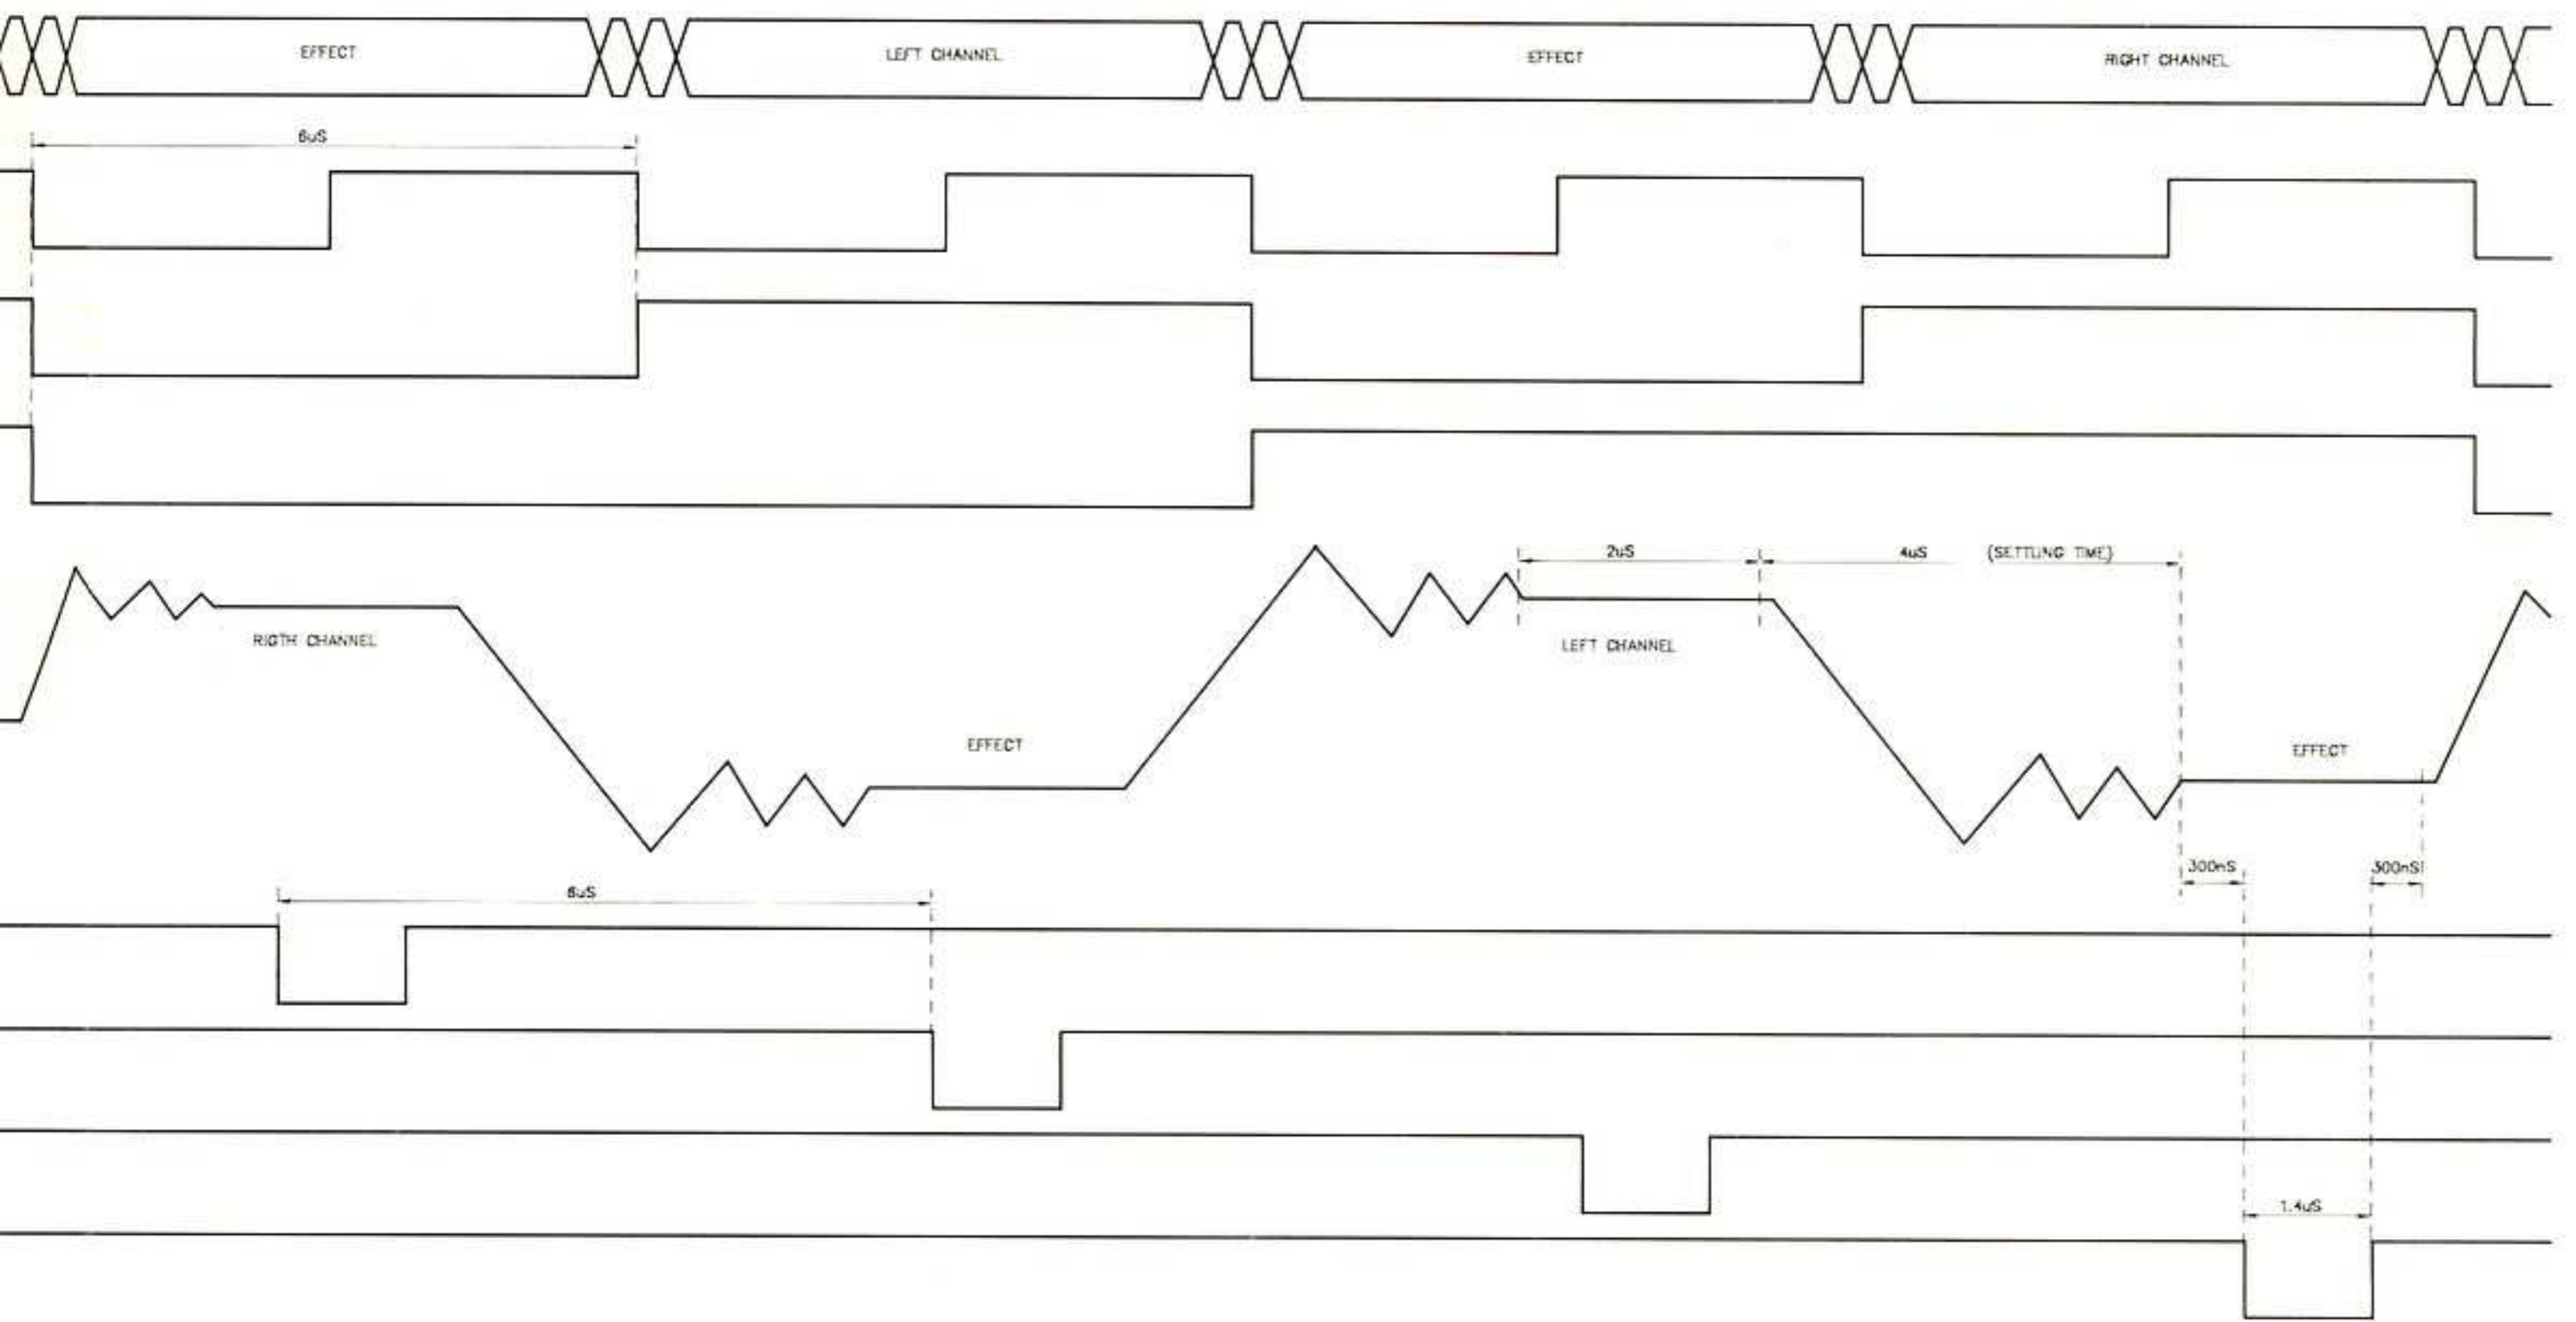 EFFECT
LEFT CHANNEL
EFFECT
RIGHT CHANNEL
6uS
2uS
4uS (SETTLING TIME)
RIGTH CHANNEL
LEFT CHANNEL
EFFECT
EFFECT
300nS
300nS
6uS
1.4uS